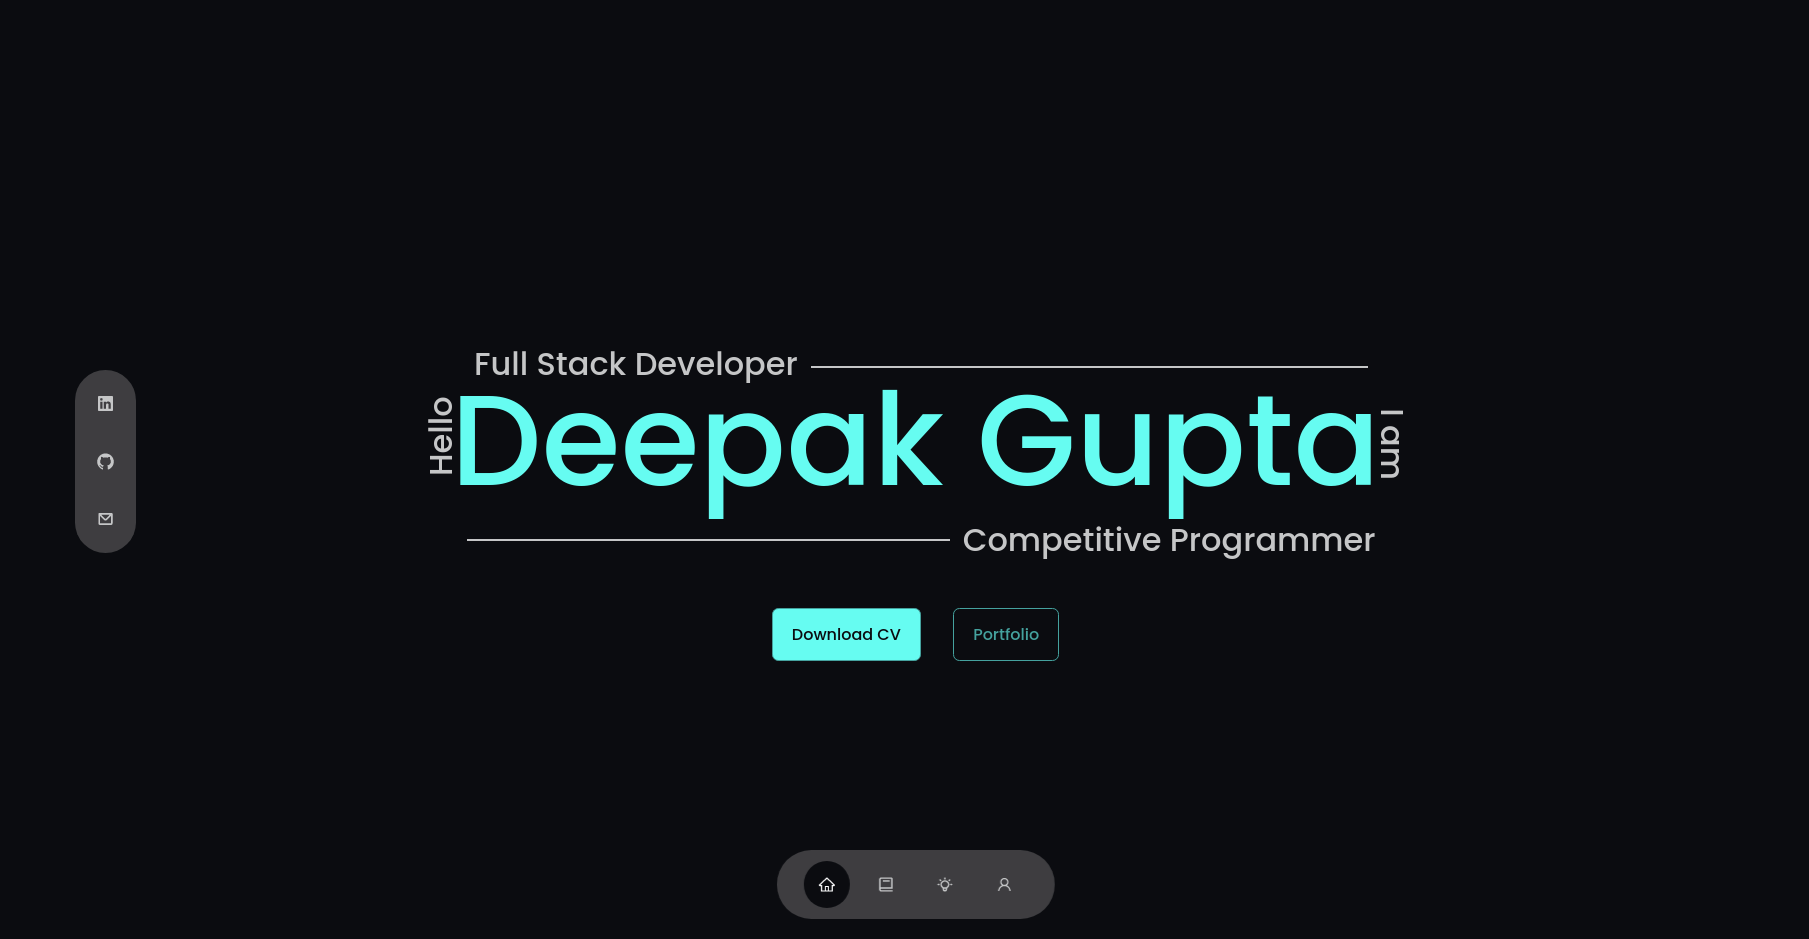 Full Stack Developer
Hello
Deepak Gupta
I am
Competitive Programmer
Download CV
Portfolio